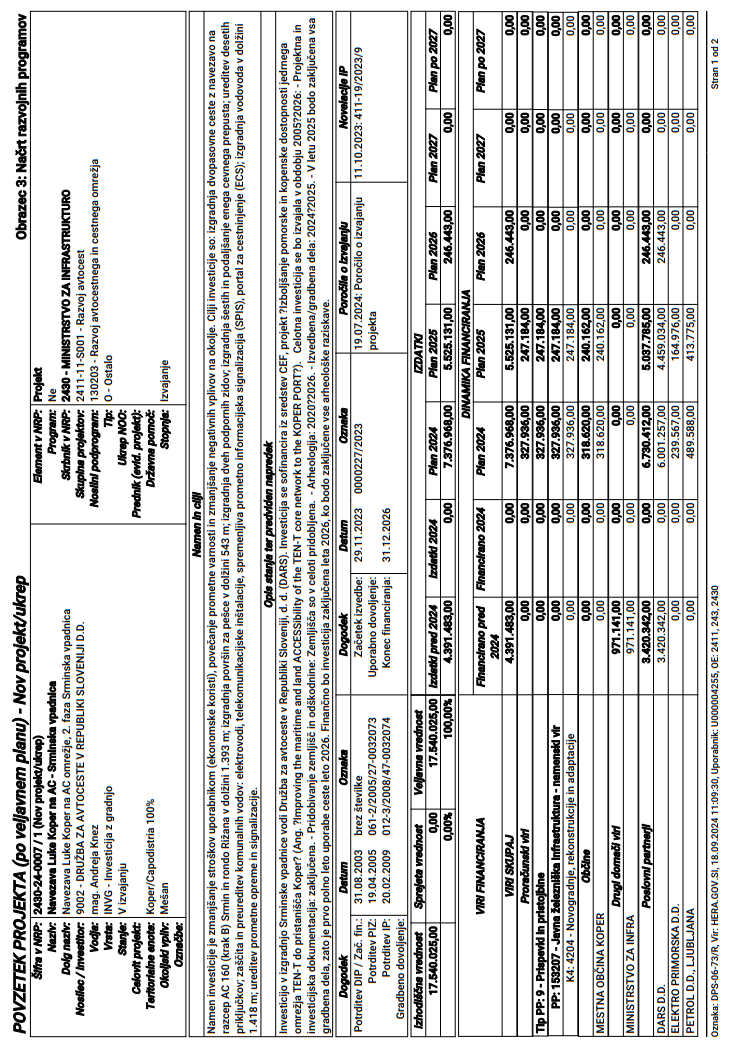 Obrazec 3: Načrt razvojnih programov
POVZETEK PROJEKTA (po veljavnem planu) - Nov projekt/ukrep
Šifra v NRP: 2430-24-0007 / 1 (Nov projekt/ukrep)
Naziv: Navezava Luke Koper na AC - Srminska vpadnica
Dolg naziv: Navezava Luke Koper na AC omrežje, 2. faza Srminska vpadnica
Nosilec / Investitor: 9002 - DRUŽBA ZA AVTOCESTE V REPUBLIKI SLOVENIJI D.D.
Vodja: mag. Andreja Knez
Vrsta: INVG - Investicija z gradnjo
Stanje: V izvajanju
Celovit projekt:
Teritorialne enote: Koper/Capodistria 100%
Okoljski vpliv: Mešan
Označbe:
Element v NRP: Projekt
Program: Ne
Skrbnik v NRP: 2430 - MINISTRSTVO ZA INFRASTRUKTURO
Skupina projektov: 2411-11-S001 - Razvoj avtocest
Nosilni podprogram: 130203 - Razvoj avtocestnega in cestnega omrežja
Tip: O - Ostalo
Ukrep NOO:
Prednik (evid. projekt):
Državna pomoč:
Stopnja: Izvajanje
Namen in cilj
Namen investicije je zmanjšanje stroškov uporabnikom (ekonomske koristi), povečanje prometne varnosti in zmanjšanje negativnih vplivov na okolje. Cilji investicije so: izgradnja dvopasovne ceste z navezavo na
razcep AC 160 (krak B) Srmin in rondo Rižana v dolžini 1.393 m; izgradnja površin za pešce v dolžini 543 m; izgradnja dveh podpornih zidov; izgradnja šestih in podaljšanje enega cevnega prepusta; ureditev desetih
priključkov; zaščita in preureditev komunalnih vodov: elektrovodi, telekomunikacijske inštalacije, spremenljiva prometno informacijska signalizacija (SPIS), portal za cestninjenje (ECS); izgradnja vodovoda v dolžini
1.418 m; ureditev prometne opreme in signalizacije.
Opis stanja ter predviden napredek
Investicijo v izgradnjo Srminske vpadnice vodi Družba za avtoceste v Republiki Sloveniji, d. d. (DARS). Investicija se sofinancira iz sredstev CEF, projekt ?Izboljšanje pomorske in kopenske dostopnosti jedrnega
omrežja TEN-T do pristanišča Koper? (Ang. ?Improving the maritime and land ACCESSibility of the TEN-T core network to the KOPER PORT?). Celotna investicija se bo izvajala v obdobju 2005?2026: - Projektna in
investicijska dokumentacija: zaključena. - Pridobivanje zemljišč in odškodnine: Zemljišča so v celoti pridobljena. - Arheologija: 2020?2026. - Izvedbena/gradbena dela: 2024?2025. - V letu 2025 bodo zaključena vsa
gradbena dela, zato je prvo polno leto uporabe ceste leto 2026. Finančno bo investicija zaključena leta 2026, ko bodo zaključene vse arheološke raziskave.
Dogodek Datum Oznaka Dogodek Datum Oznaka Poročila o izvajanju Novelacije IP
Potrditev DIP / Zač. fin.: 31.08.2003 brez številke Začetek izvedbe: 29.11.2023 0000227/2023 19.07.2024: Poročilo o izvajanju projekta 11.10.2023: 411-19/2023/9
Potrditev PIZ: 19.04.2005 061-2/2005/27-0032073 Uporabno dovoljenje:
Potrditev IP: 20.02.2009 012-3/2008/47-0032074 Konec financiranja: 31.12.2026
Gradbeno dovoljenje:
IZDATKI
Izhodiščna vrednost Sprejeta vrednost Veljavna vrednost Izdatki pred 2024 Izdatki 2024 Plan 2024 Plan 2025 Plan 2026 Plan 2027 Plan po 2027
17.540.025,00 0,00 17.540.025,00 4.391.483,00 0,00 7.376.968,00 5.525.131,00 246.443,00 0,00 0,00
0,00% 100,00%
DINAMIKA FINANCIRANJA
VIRI FINANCIRANJA Financirano pred 2024 Financirano 2024 Plan 2024 Plan 2025 Plan 2026 Plan 2027 Plan po 2027
VIRI SKUPAJ 4.391.483,00 0,00 7.376.968,00 5.525.131,00 246.443,00 0,00 0,00
Proračunski viri 0,00 0,00 327.936,00 247.184,00 0,00 0,00 0,00
Tip PP: 9 - Prispevki in pristojbine 0,00 0,00 327.936,00 247.184,00 0,00 0,00 0,00
PP: 153207 - Javna železniška infrastruktura - namenski vir 0,00 0,00 327.936,00 247.184,00 0,00 0,00 0,00
K4: 4204 - Novogradnje, rekonstrukcije in adaptacije 0,00 0,00 327.936,00 247.184,00 0,00 0,00 0,00
Občine 0,00 0,00 318.620,00 240.162,00 0,00 0,00 0,00
MESTNA OBČINA KOPER 0,00 0,00 318.620,00 240.162,00 0,00 0,00 0,00
Drugi domači viri 971.141,00 0,00 0,00 0,00 0,00 0,00 0,00
MINISTRSTVO ZA INFRA 971.141,00 0,00 0,00 0,00 0,00 0,00 0,00
Poslovni partnerji 3.420.342,00 0,00 6.730.412,00 5.037.785,00 246.443,00 0,00 0,00
DARS D.D. 3.420.342,00 0,00 6.001.257,00 4.459.034,00 246.443,00 0,00 0,00
ELEKTRO PRIMORSKA D.D. 0,00 0,00 239.567,00 164.976,00 0,00 0,00 0,00
PETROL D.D., LJUBLJANA 0,00 0,00 489.588,00 413.775,00 0,00 0,00 0,00
Oznaka: DPS-06-73/R, Vir: HERA.GOV.SI, 18.09.2024 11:09:30, Uporabnik: U000004255, OE: 2411, 243, 2430
Stran 1 od 2